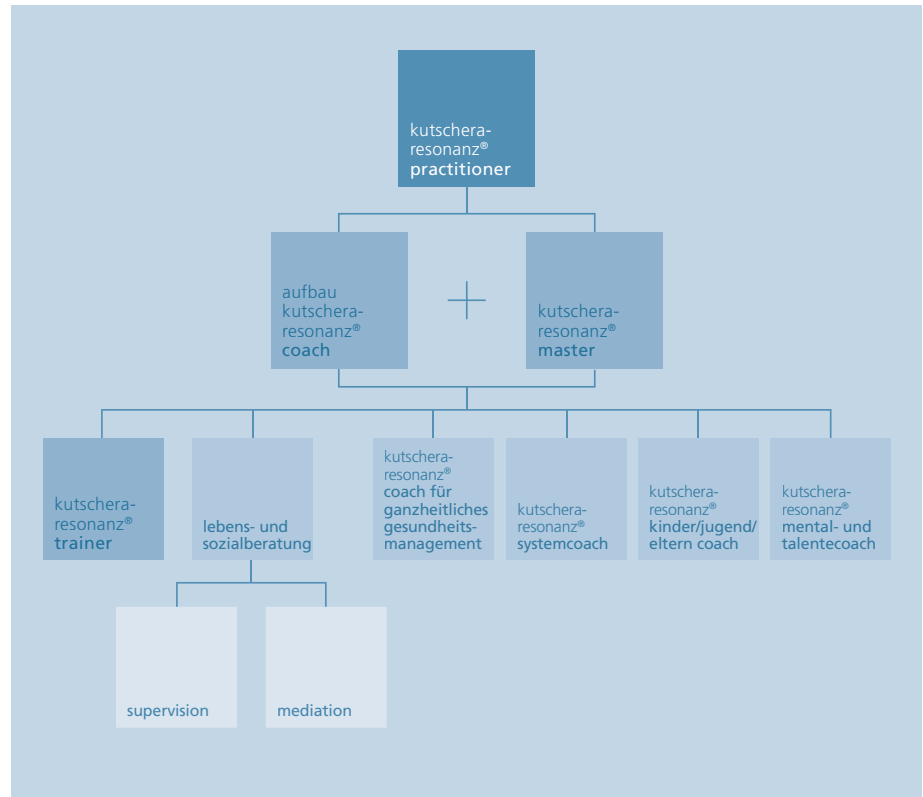 kutschera-
resonanz®
practitioner
aufbau
kutschera-
resonanz®
coach
+
kutschera-
resonanz®
master
kutschera-
resonanz®
trainer
lebens- und
sozialberatung
kutschera-
resonanz®
coach für
ganzheitliches
gesundheits-
management
kutschera-
resonanz®
systemcoach
kutschera-
resonanz®
kinder/jugend/
eltern coach
kutschera-
resonanz®
mental- und
talentecoach
supervision
mediation